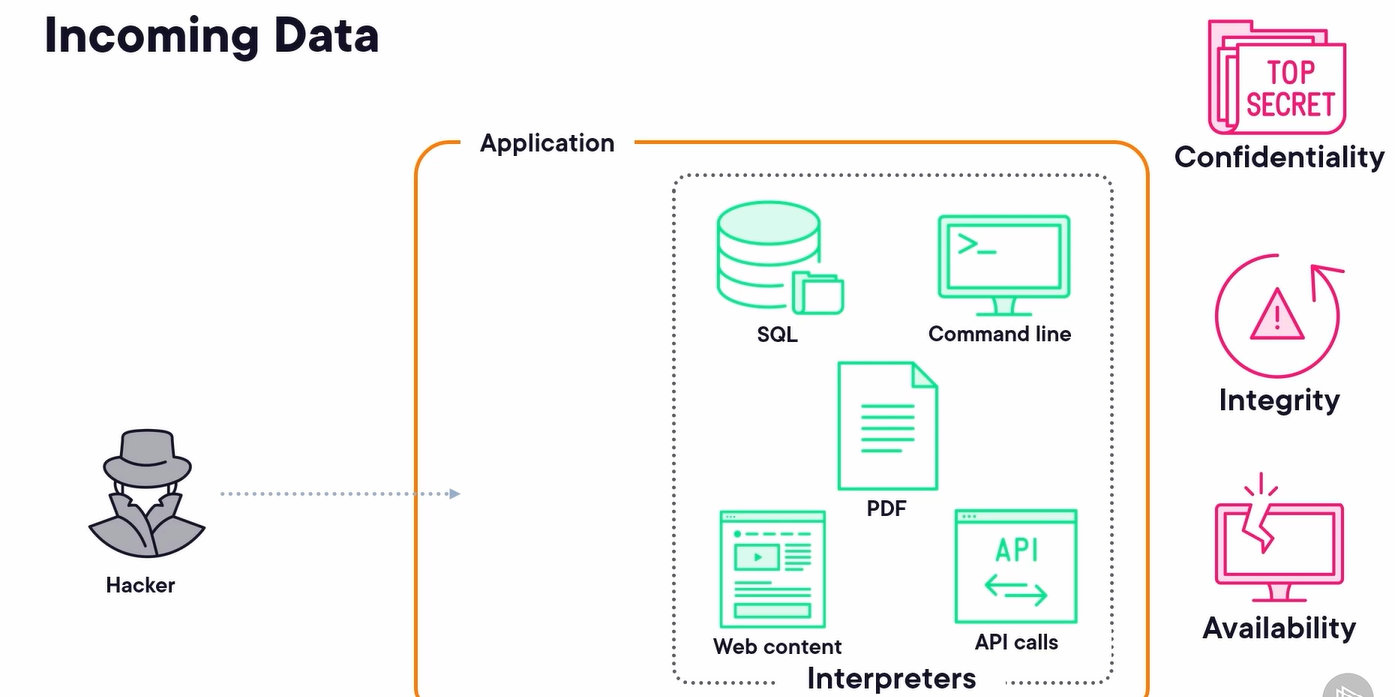 Incoming Data
TOP
SECRET
Confidentiality
Application
>_
SQL
Command line
Integrity
PDF
Hacker
API
Web content
API calls
Availability
Interpreters